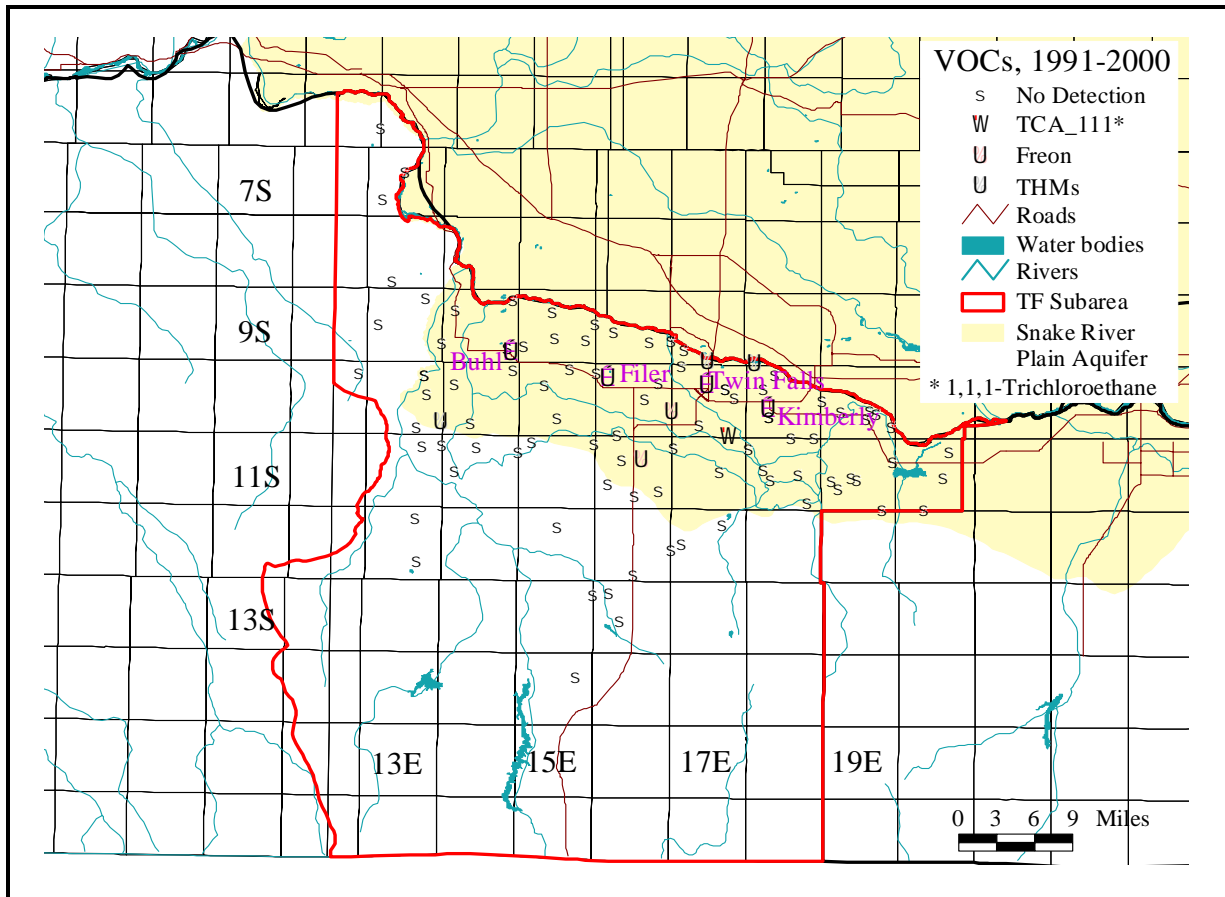 VOCs, 1991-2000
s No Detection
W TCA_111*
U Freon
U THMs
Roads
Water bodies
Rivers
TF Subarea
Snake River
Plain Aquifer
* 1,1,1-Trichloroethane
7S
9S
11S
13S
Buhl
Filer
Twin Falls
Kimberly
13E
15E
17E
19E
0 3 6 9 Miles